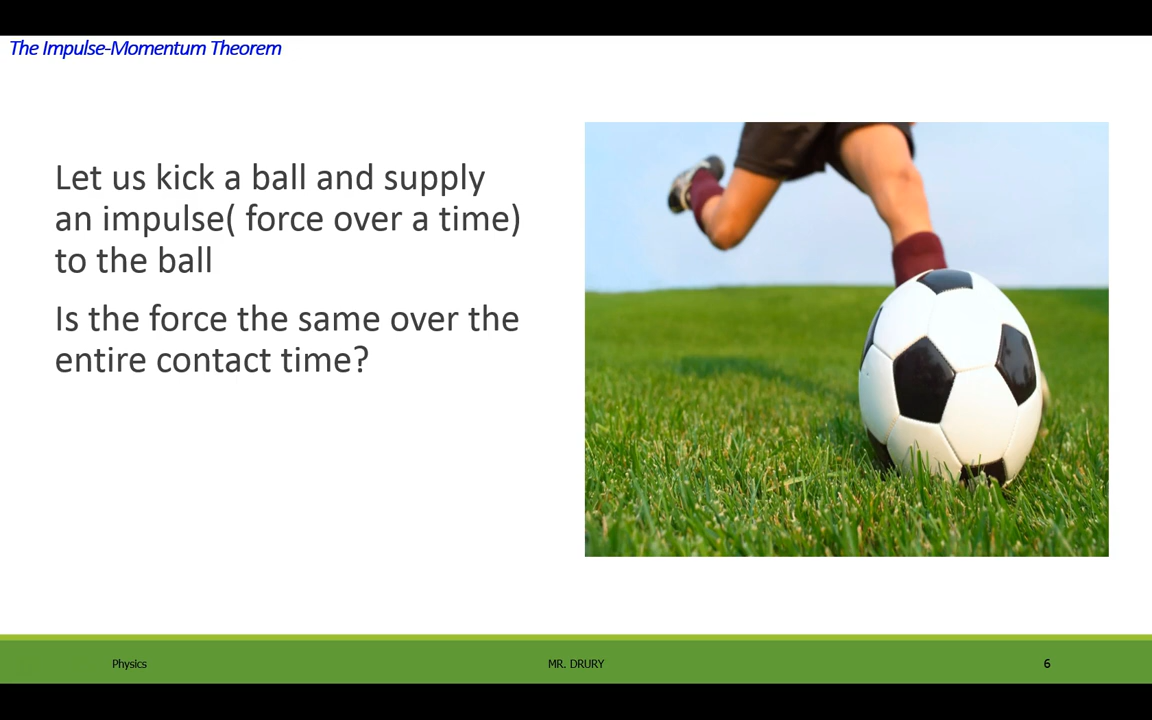 The Impulse-Momentum Theorem
Let us kick a ball and supply
an impulse( force over a time)
to the ball
Is the force the same over the
entire contact time?
Physics
MR. DRURY
6